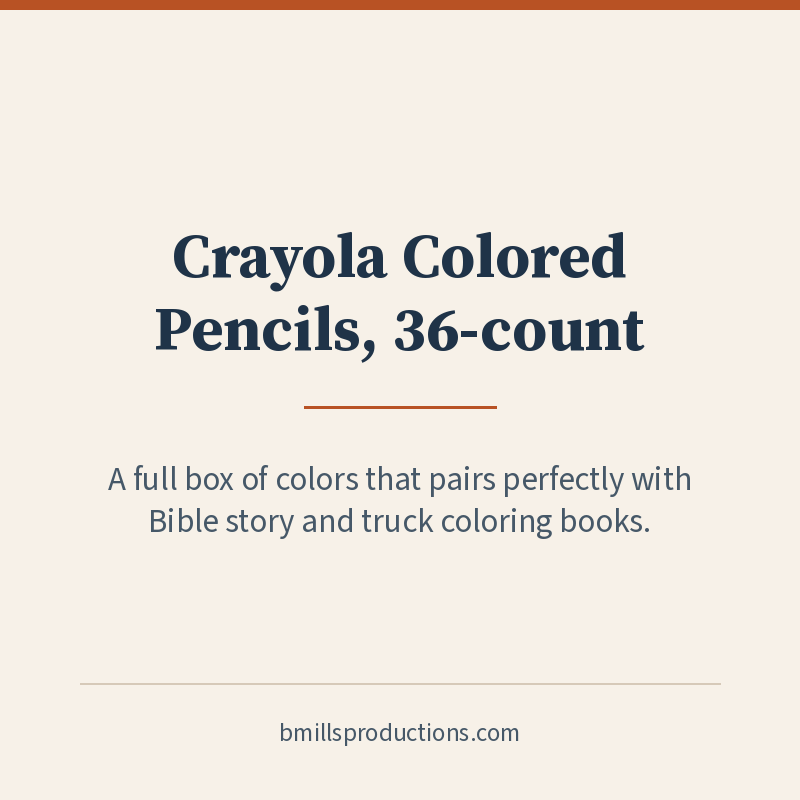 Crayola Colored
Pencils, 36-count
A full box of colors that pairs perfectly with
Bible story and truck coloring books.
bmillsproductions.com